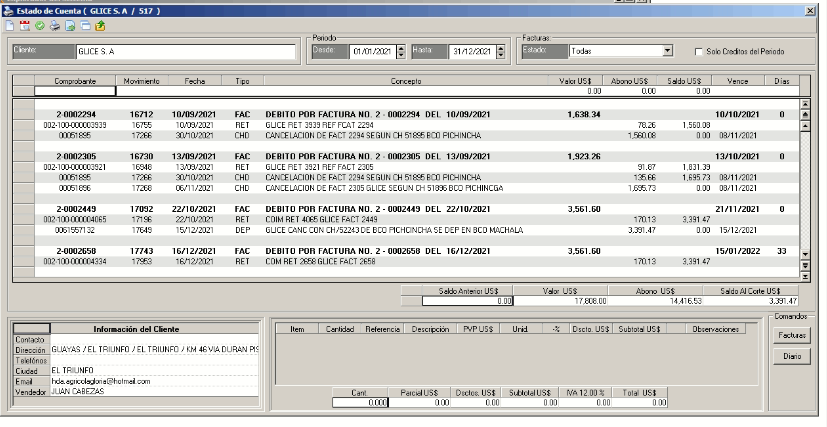 Estado de Cuenta ( GLICE S. A / 517 )
Cliente: GLICE S. A
Periodo
Desde: 01/01/2021 Hasta: 31/12/2021
Facturas
Estado: Todas
Solo Creditos del Periodo
Comprobante Movimiento Fecha Tipo Concepto Valor US$ Abono US$ Saldo US$ Vence Días
0.00 0.00 0.00
2-0002294 16712 10/09/2021 FAC DEBITO POR FACTURA NO. 2 - 0002294 DEL 10/09/2021 1,638.34 10/10/2021 0
002-100-000003939 16755 10/09/2021 RET GLICE RET 3939 REF FCAT 2294 78.26 1,560.08
00051895 17266 30/10/2021 CHD CANCELACION DE FACT 2294 SEGUN CH 51895 BCO PICHINCHA 1,560.08 0.00 08/11/2021
2-0002305 16730 13/09/2021 FAC DEBITO POR FACTURA NO. 2 - 0002305 DEL 13/09/2021 1,923.26 13/10/2021 0
002-100-000003921 16948 13/09/2021 RET GLICE RET 3921 REF FACT 2305 91.87 1,831.39
00051895 17266 30/10/2021 CHD CANCELACION DE FACT 2294 SEGUN CH 51895 BCO PICHINCHA 135.66 1,695.73 08/11/2021
00051896 17268 06/11/2021 CHD CANCELACION DE FACT 2305 GLICE SEGUN CH 51896 BCO PICHINCGA 1,695.73 0.00 08/11/2021
2-0002449 17092 22/10/2021 FAC DEBITO POR FACTURA NO. 2 - 0002449 DEL 22/10/2021 3,561.60 21/11/2021 0
002-100-000004065 17196 22/10/2021 RET COIM RET 4065 GLICE FACT 2449 170.13 3,391.47
0061557132 17649 15/12/2021 DEP GLICE CANC CON CH/52243 DE BCO PICHCINCHA SE DEP EN BCO MACHALA 3,391.47 0.00 15/12/2021
2-0002658 17743 16/12/2021 FAC DEBITO POR FACTURA NO. 2 - 0002658 DEL 16/12/2021 3,561.60 15/01/2022 33
002-100-000004334 17953 16/12/2021 RET COM RET 2658 GLICE FACT 2658 170.13 3,391.47
Saldo Anterior US$ Valor US$ Abono US$ Saldo Al Corte US$
0.00 17,808.00 14,416.53 3,391.47
Información del Cliente
Contacto
Dirección GUAYAS / EL TRIUNFO / EL TRIUNFO / KM 46 VIA DURAN PIS
Teléfonos
Ciudad EL TRIUNFO
Email hda.agricolagloria@hotmail.com
Vendedor JUAN CABEZAS
Item Cantidad Referencia Descripción PVP US$ Unid. -% Dscto. US$ Subtotal US$ Observaciones
Cant. Parcial US$ Dsctos. US$ Subtotal US$ IVA 12.00 % Total US$
0.000 0.00 0.00 0.00 0.00 0.00
Comandos
Facturas
Diario